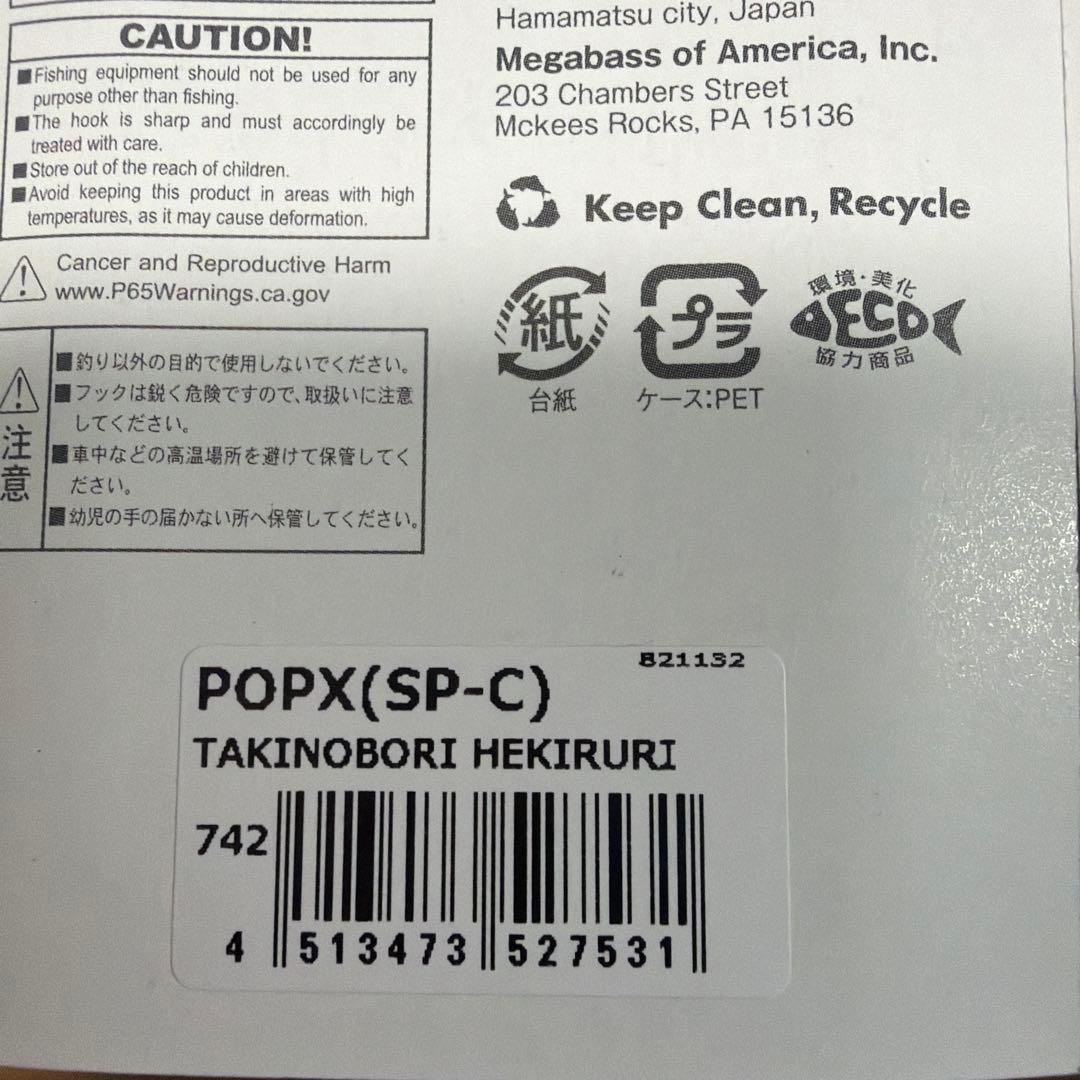 CAUTION!
■Fishing equipment should not be used for any
purpose other than fishing.
■The hook is sharp and must accordingly be
treated with care.
■Store out of the reach of children.
■Avoid keeping this product in areas with high
temperatures, as it may cause deformation.
Cancer and Reproductive Harm
www.P65Warnings.ca.gov
注意
■釣り以外の目的で使用しないでください。
■フックは鋭く危険ですので、取扱いに注意
してください。
■車中などの高温場所を避けて保管してく
ださい。
■幼児の手の届かない所へ保管してください。
Hamamatsu city, Japan
Megabass of America, Inc.
203 Chambers Street
Mckees Rocks, PA 15136
Keep Clean, Recycle
紙
台紙
プラ
ケース:PET
環境・美化
ECO
協力商品
821132
POPX(SP-C)
TAKINOBORI HEKIRURI
742
4 513473 527531